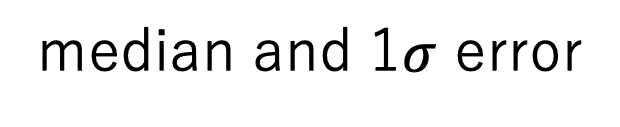 median and 1σ error